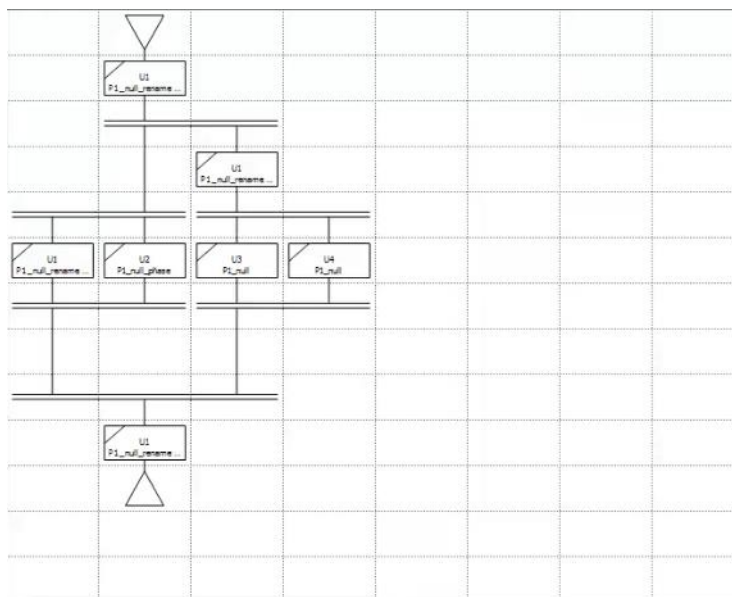 U1
P1_null_rename ...
U1
P1_null_rename ...
U1
P1_null_rename ...
U2
P1_null_phase
U3
P1_null
U4
P1_null
U1
P1_null_rename ...